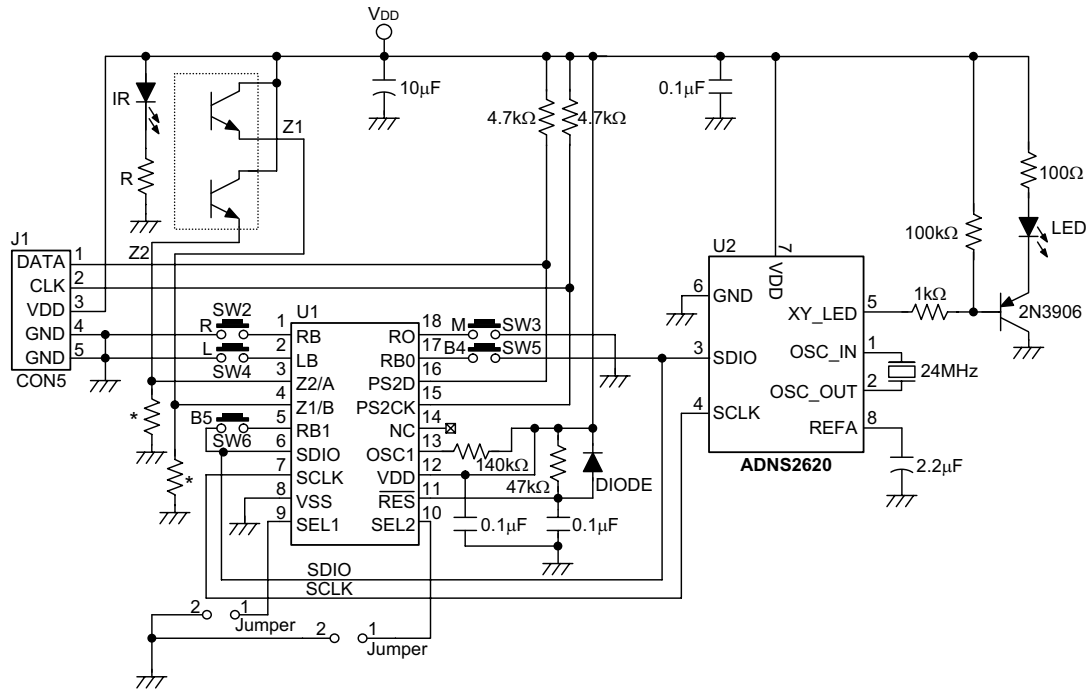 VDD
IR
R
Z1
Z2
10µF
4.7kΩ
4.7kΩ
0.1µF
100Ω
LED
100kΩ
1kΩ
2N3906
J1
DATA 1
CLK 2
VDD 3
GND 4
GND 5
CON5
R SW2
L SW4
B5 SW6
*
*
U1
1 RB
2 LB
3 Z2/A
4 Z1/B
5 RB1
6 SDIO
7 SCLK
8 VSS
9 SEL1
RO 18
RB0 17
PS2D 16
PS2CK 15
NC 14
OSC1 13
VDD 12
RES 11
SEL2 10
M SW3
B4 SW5
140kΩ
47kΩ
DIODE
0.1µF
0.1µF
U2
7 VDD
6 GND
3 SDIO
4 SCLK
XY_LED 5
OSC_IN 1
OSC_OUT 2
REFA 8
ADNS2620
24MHz
2.2µF
SDIO
SCLK
2 1
Jumper
2 1
Jumper